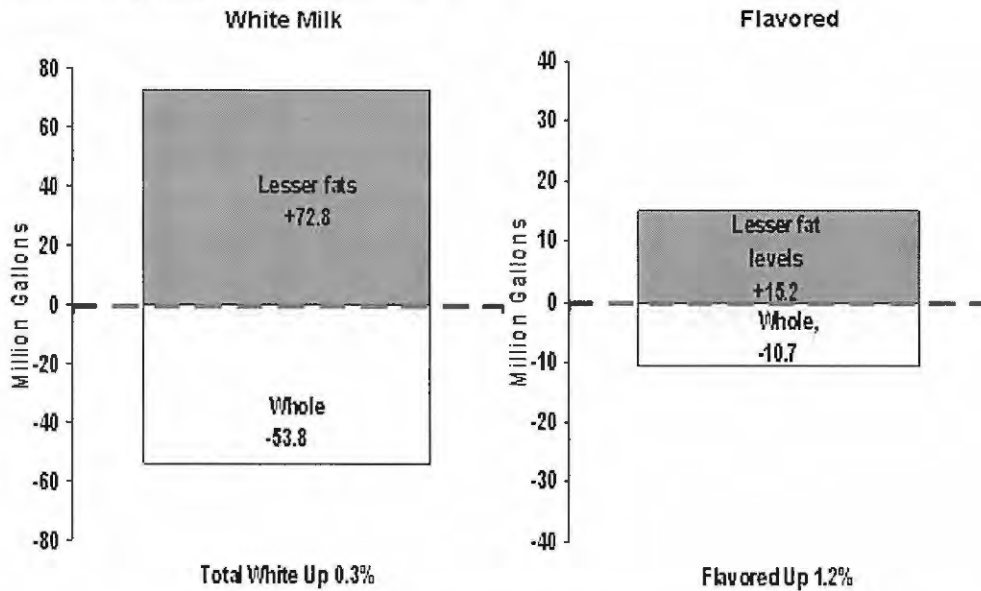 White Milk
Million Gallons
80
60
40
20
0
-20
-40
-60
-80
Lesser fats
+72.8
Whole
-53.8
Total White Up 0.3%
Flavored
Million Gallons
40
30
20
10
0
-10
-20
-30
-40
Lesser fat
levels
+15.2
Whole,
-10.7
Flavored Up 1.2%